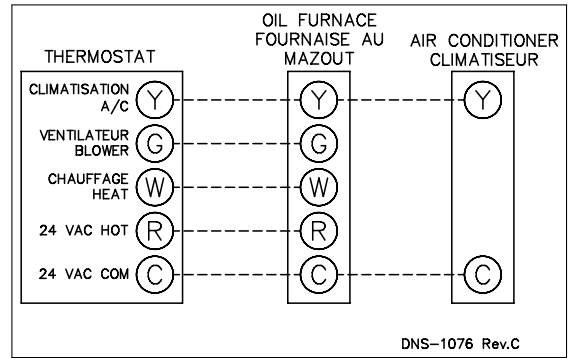 THERMOSTAT
OIL FURNACE
FOURNAISE AU
MAZOUT
AIR CONDITIONER
CLIMATISEUR
CLIMATISATION
A/C
Y
Y
Y
VENTILATEUR
BLOWER
G
G
CHAUFFAGE
HEAT
W
W
24 VAC HOT
R
R
24 VAC COM
C
C
C
DNS-1076 Rev.C